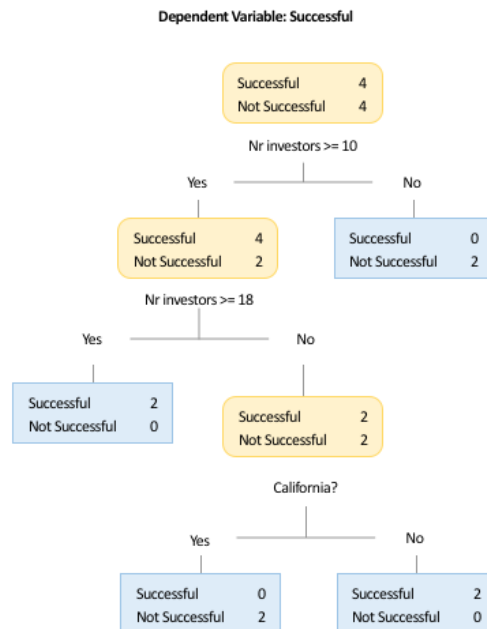 Dependent Variable: Successful
Successful 4
Not Successful 4
Nr investors >= 10
Yes No
Successful 4
Not Successful 2
Successful 0
Not Successful 2
Nr investors >= 18
Yes No
Successful 2
Not Successful 0
Successful 2
Not Successful 2
California?
Yes No
Successful 0
Not Successful 2
Successful 2
Not Successful 0